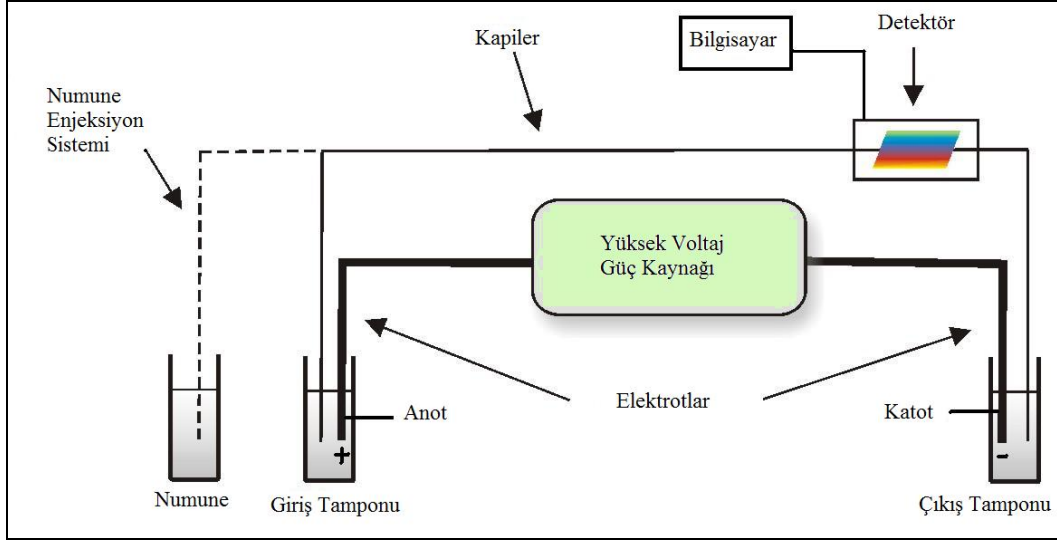 Detektör
Kapiler
Bilgisayar
Numune
Enjeksiyon
Sistemi
Yüksek Voltaj
Güç Kaynağı
Anot
Elektrotlar
Katot
+
-
Numune
Giriş Tamponu
Çıkış Tamponu